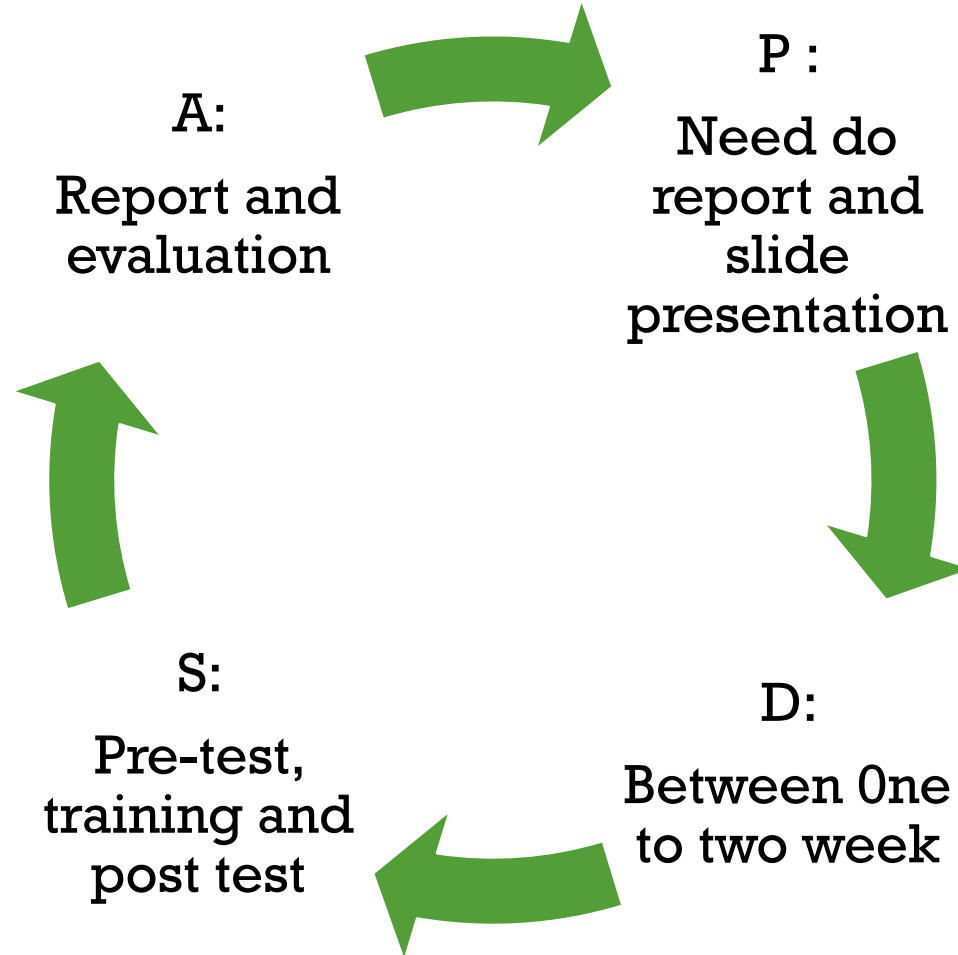 A:
Report and
evaluation
P :
Need do
report and
slide
presentation
D:
Between 0ne
to two week
S:
Pre-test,
training and
post test